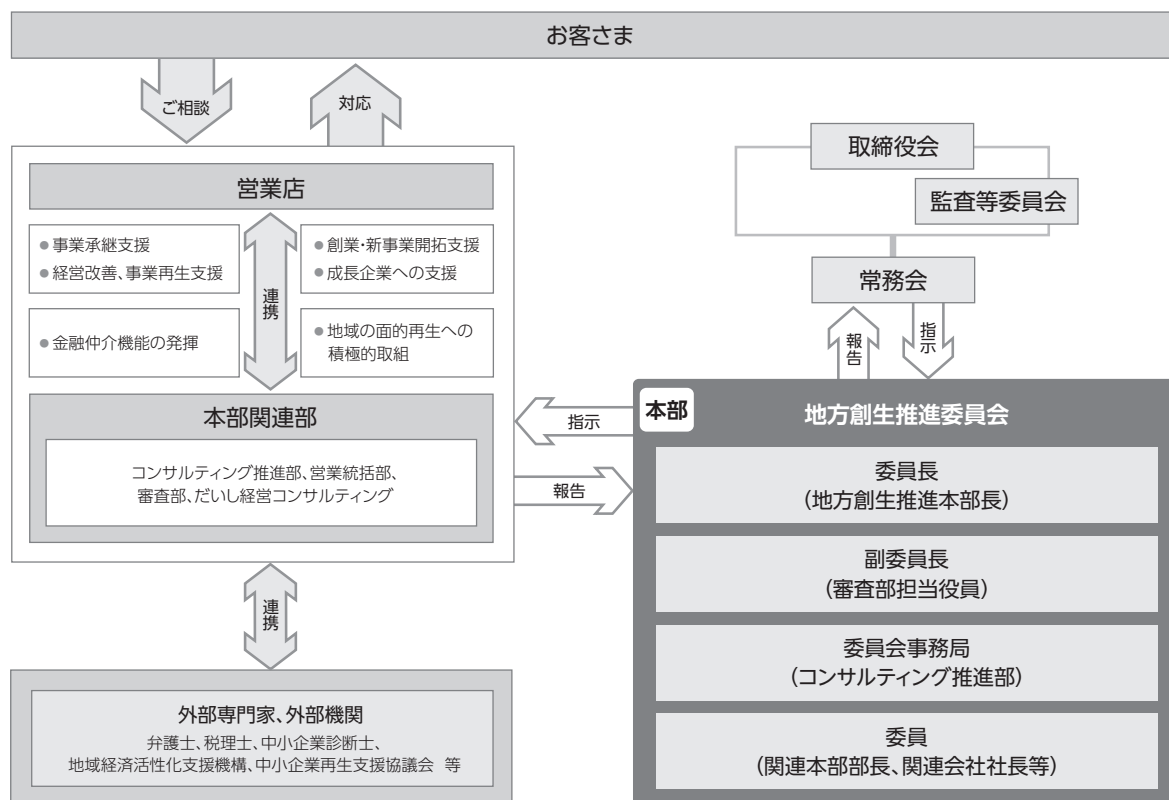 お客さま
ご相談
対応
営業店
●事業承継支援
●経営改善、事業再生支援
●創業・新事業開拓支援
●成長企業への支援
連携
●金融仲介機能の発揮
●地域の面的再生への
積極的取組
本部関連部
コンサルティング推進部、営業統括部、
審査部、だいし経営コンサルティング
連携
外部専門家、外部機関
弁護士、税理士、中小企業診断士、
地域経済活性化支援機構、中小企業再生支援協議会 等
取締役会
監査等委員会
常務会
報告
指示
指示
報告
本部
地方創生推進委員会
委員長
(地方創生推進本部長)
副委員長
(審査部担当役員)
委員会事務局
(コンサルティング推進部)
委員
(関連本部部長、関連会社社長等)